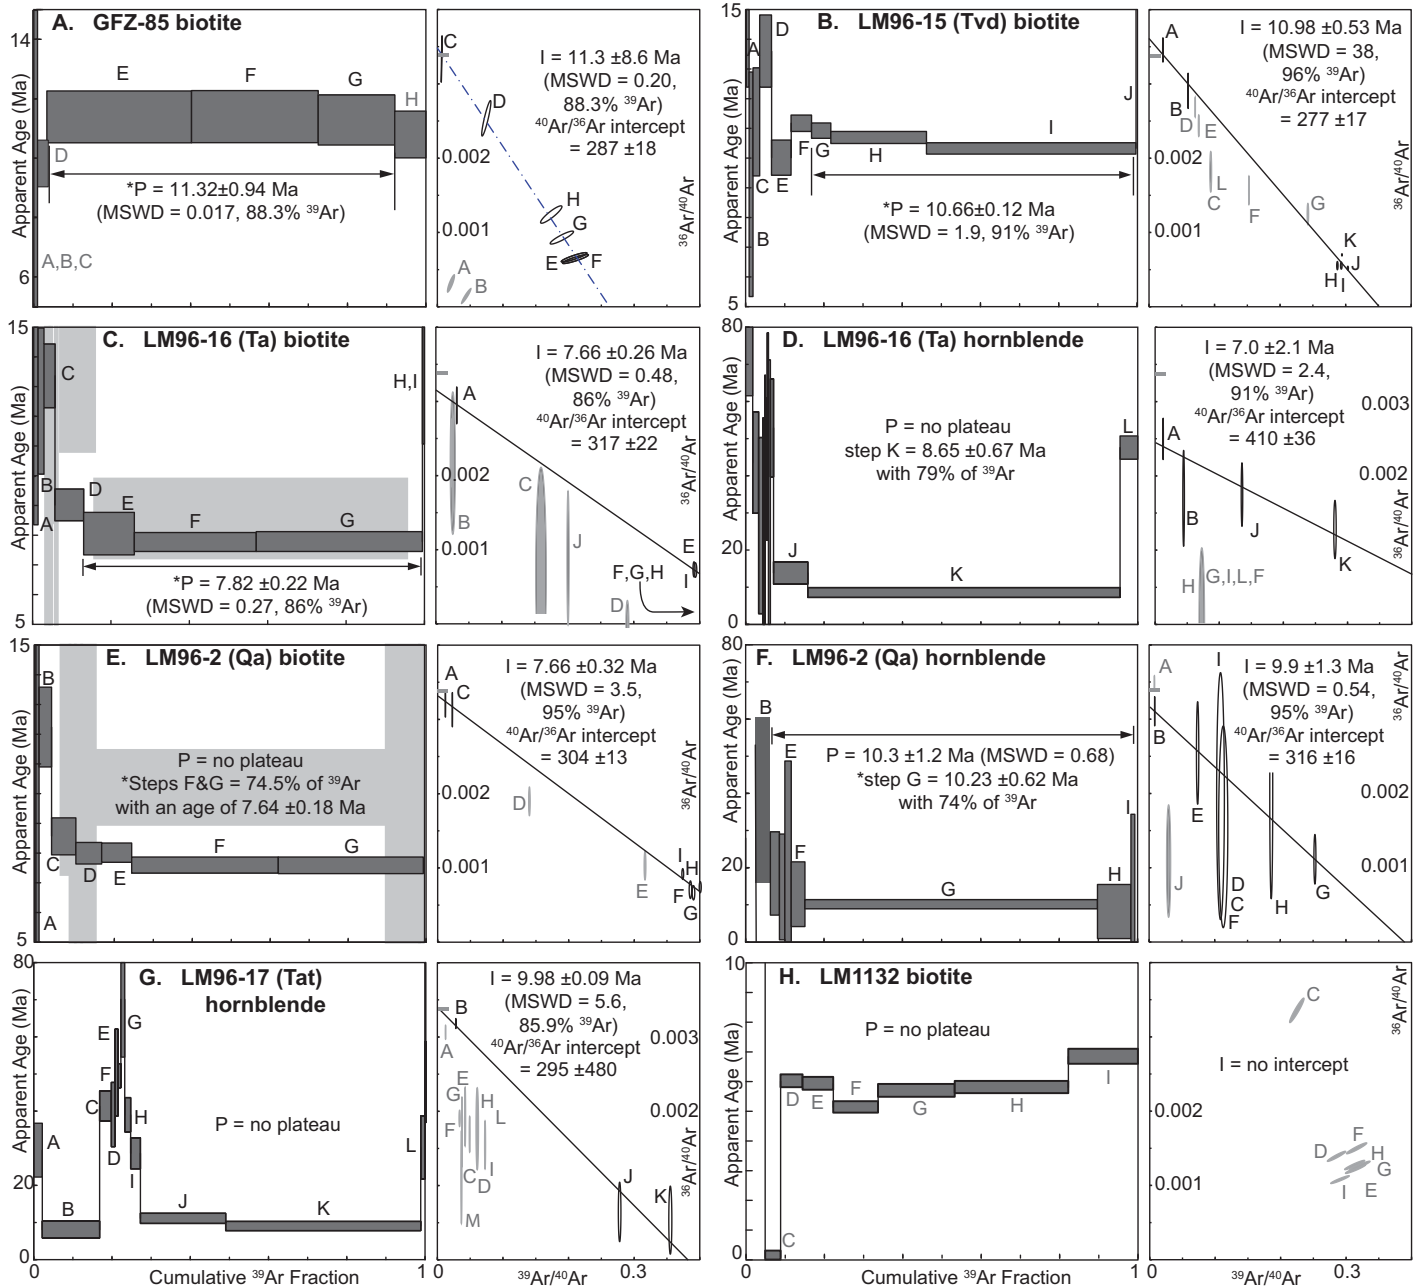 A. GFZ-85 biotite
14
6
Apparent Age (Ma)
E
F
G
H
D
*P = 11.32±0.94 Ma
(MSWD = 0.017, 88.3% ³⁹Ar)
A,B,C
C
I = 11.3 ±8.6 Ma
(MSWD = 0.20,
88.3% ³⁹Ar)
⁴⁰Ar/³⁶Ar intercept
= 287 ±18
D
0.002
H
G
0.001
E
F
A
B
³⁶Ar/⁴⁰Ar
B. LM96-15 (Tvd) biotite
15
5
Apparent Age (Ma)
A
D
J
I
F
G
H
C
E
B
*P = 10.66±0.12 Ma
(MSWD = 1.9, 91% ³⁹Ar)
A
I = 10.98 ±0.53 Ma
(MSWD = 38,
96% ³⁹Ar)
⁴⁰Ar/³⁶Ar intercept
= 277 ±17
B
D
E
0.002
L
C
F
G
0.001
K
H
J
I
³⁶Ar/⁴⁰Ar
C. LM96-16 (Ta) biotite
15
5
Apparent Age (Ma)
C
H,I
B
A
D
E
F
G
*P = 7.82 ±0.22 Ma
(MSWD = 0.27, 86% ³⁹Ar)
I = 7.66 ±0.26 Ma
(MSWD = 0.48,
86% ³⁹Ar)
⁴⁰Ar/³⁶Ar intercept
= 317 ±22
A
0.002
C
B
0.001
J
E
I
F,G,H
D
³⁶Ar/⁴⁰Ar
D. LM96-16 (Ta) hornblende
80
20
0
Apparent Age (Ma)
P = no plateau
step K = 8.65 ±0.67 Ma
with 79% of ³⁹Ar
L
J
K
I = 7.0 ±2.1 Ma
(MSWD = 2.4,
91% ³⁹Ar)
⁴⁰Ar/³⁶Ar intercept
= 410 ±36
0.003
0.002
A
B
J
K
H
G,I,L,F
³⁶Ar/⁴⁰Ar
E. LM96-2 (Qa) biotite
15
5
Apparent Age (Ma)
B
P = no plateau
*Steps F&G = 74.5% of ³⁹Ar
with an age of 7.64 ±0.18 Ma
C
D
E
F
G
A
A
C
I = 7.66 ±0.32 Ma
(MSWD = 3.5,
95% ³⁹Ar)
⁴⁰Ar/³⁶Ar intercept
= 304 ±13
0.002
D
0.001
E
I
H
F
G
³⁶Ar/⁴⁰Ar
F. LM96-2 (Qa) hornblende
80
20
0
Apparent Age (Ma)
B
E
P = 10.3 ±1.2 Ma (MSWD = 0.68)
*step G = 10.23 ±0.62 Ma
with 74% of ³⁹Ar
I
F
G
H
A
I
I = 9.9 ±1.3 Ma
(MSWD = 0.54,
95% ³⁹Ar)
⁴⁰Ar/³⁶Ar intercept
= 316 ±16
B
0.002
E
0.001
J
D
C
F
H
G
³⁶Ar/⁴⁰Ar
G. LM96-17 (Tat)
hornblende
80
20
0
Apparent Age (Ma)
G
E
F
C
H
A
D
I
L
P = no plateau
B
J
K
Cumulative ³⁹Ar Fraction
1
I = 9.98 ±0.09 Ma
(MSWD = 5.6,
85.9% ³⁹Ar)
⁴⁰Ar/³⁶Ar intercept
= 295 ±480
B
A
0.003
0.002
E
G
H
F
L
C
I
D
M
J
K
³⁶Ar/⁴⁰Ar
³⁹Ar/⁴⁰Ar
0.3
H. LM1132 biotite
10
0
Apparent Age (Ma)
P = no plateau
D
E
F
G
H
I
C
Cumulative ³⁹Ar Fraction
1
C
I = no intercept
0.002
0.001
D
F
H
G
I
E
³⁶Ar/⁴⁰Ar
³⁹Ar/⁴⁰Ar
0.3